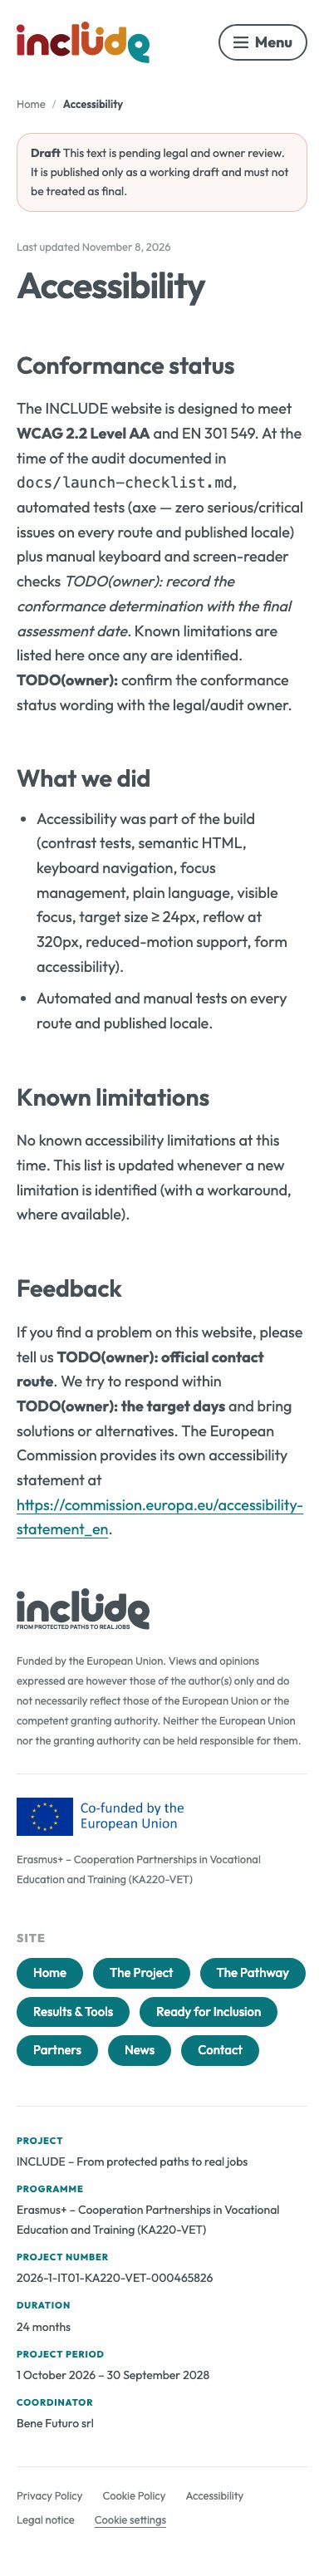 include
Menu
Home / Accessibility
Draft This text is pending legal and owner review.
It is published only as a working draft and must not
be treated as final.
Last updated November 8, 2026
Accessibility
Conformance status
The INCLUDE website is designed to meet
WCAG 2.2 Level AA and EN 301 549. At the
time of the audit documented in
docs/launch-checklist.md,
automated tests (axe — zero serious/critical
issues on every route and published locale)
plus manual keyboard and screen-reader
checks TODO(owner): record the
conformance determination with the final
assessment date. Known limitations are
listed here once any are identified.
TODO(owner): confirm the conformance
status wording with the legal/audit owner.
What we did
• Accessibility was part of the build
(contrast tests, semantic HTML,
keyboard navigation, focus
management, plain language, visible
focus, target size ≥ 24px, reflow at
320px, reduced-motion support, form
accessibility).
• Automated and manual tests on every
route and published locale.
Known limitations
No known accessibility limitations at this
time. This list is updated whenever a new
limitation is identified (with a workaround,
where available).
Feedback
If you find a problem on this website, please
tell us TODO(owner): official contact
route. We try to respond within
TODO(owner): the target days and bring
solutions or alternatives. The European
Commission provides its own accessibility
statement at
https://commission.europa.eu/accessibility-
statement_en.
include
FROM PROTECTED PATHS TO REAL JOBS
Funded by the European Union. Views and opinions
expressed are however those of the author(s) only and do
not necessarily reflect those of the European Union or the
competent granting authority. Neither the European Union
nor the granting authority can be held responsible for them.
Co-funded by the
European Union
Erasmus+ – Cooperation Partnerships in Vocational
Education and Training (KA220-VET)
SITE
Home The Project The Pathway
Results & Tools Ready for Inclusion
Partners News Contact
PROJECT
INCLUDE – From protected paths to real jobs
PROGRAMME
Erasmus+ – Cooperation Partnerships in Vocational
Education and Training (KA220-VET)
PROJECT NUMBER
2026-1-IT01-KA220-VET-000465826
DURATION
24 months
PROJECT PERIOD
1 October 2026 – 30 September 2028
COORDINATOR
Bene Futuro srl
Privacy Policy Cookie Policy Accessibility
Legal notice Cookie settings